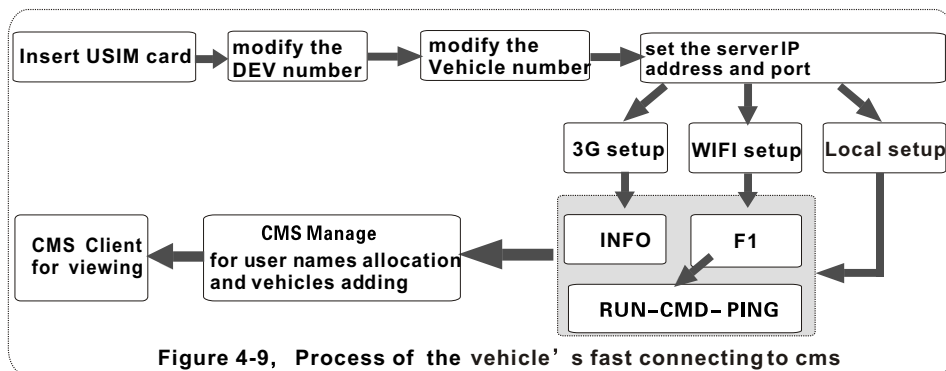 Insert USIM card
modify the
DEV number
modify the
Vehicle number
set the server IP
address and port
3G setup
WIFI setup
Local setup
INFO
F1
RUN-CMD-PING
CMS Manage
for user names allocation
and vehicles adding
CMS Client
for viewing
Figure 4-9, Process of the vehicle’s fast connecting to cms